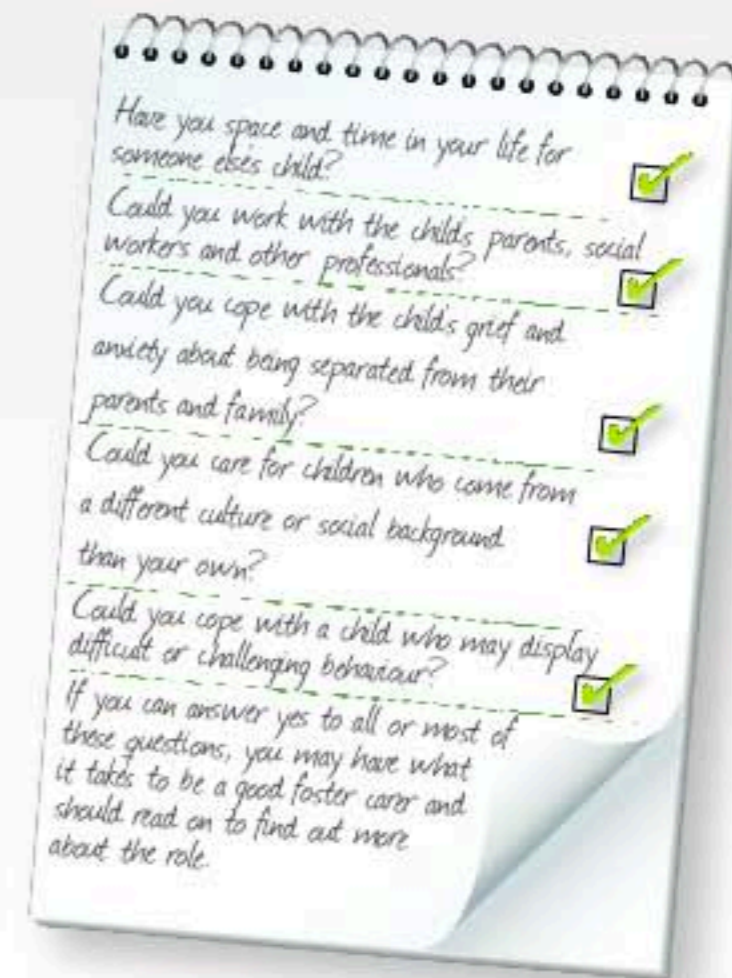 Have you space and time in your life for
someone else's child?
Could you work with the child's parents, social
workers and other professionals?
Could you cope with the child's grief and
anxiety about being separated from their
parents and family?
Could you care for children who come from
a different culture or social background
than your own?
Could you cope with a child who may display
difficult or challenging behaviour?
If you can answer yes to all or most of
these questions, you may have what
it takes to be a good foster carer and
should read on to find out more
about the role.